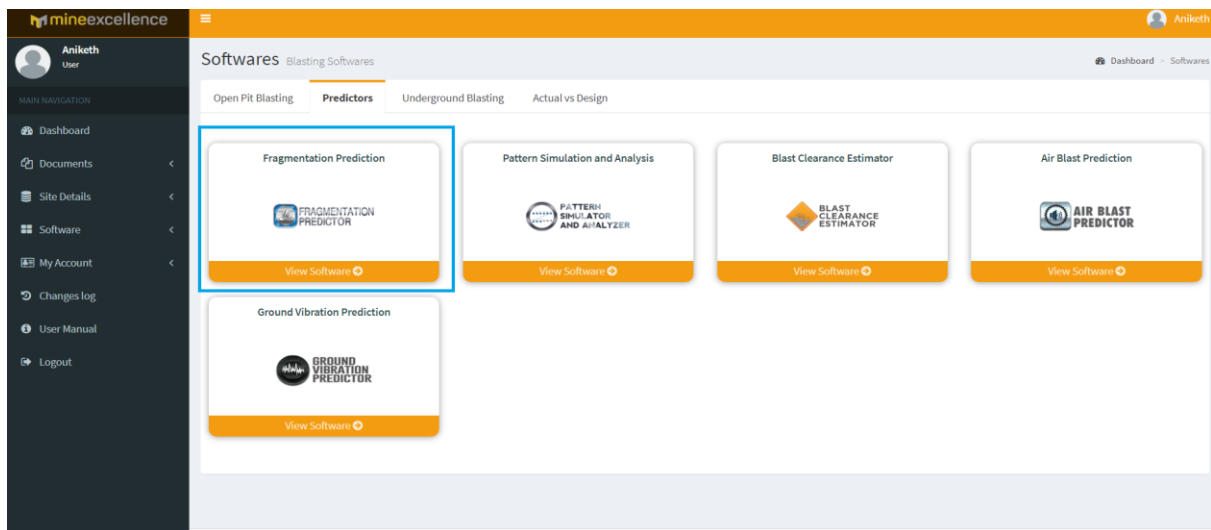 mineexcellence
Aniketh
Aniketh
User
Softwares Blasting Softwares
Dashboard > Softwares
MAIN NAVIGATION
Dashboard
Documents
Site Details
Software
My Account
Changes log
User Manual
Logout
Open Pit Blasting Predictors Underground Blasting Actual vs Design
Fragmentation Prediction
FRAGMENTATION
PREDICTOR
View Software
Pattern Simulation and Analysis
PATTERN
SIMULATOR
AND ANALYZER
View Software
Blast Clearance Estimator
BLAST
CLEARANCE
ESTIMATOR
View Software
Air Blast Prediction
AIR BLAST
PREDICTOR
View Software
Ground Vibration Prediction
GROUND
VIBRATION
PREDICTOR
View Software